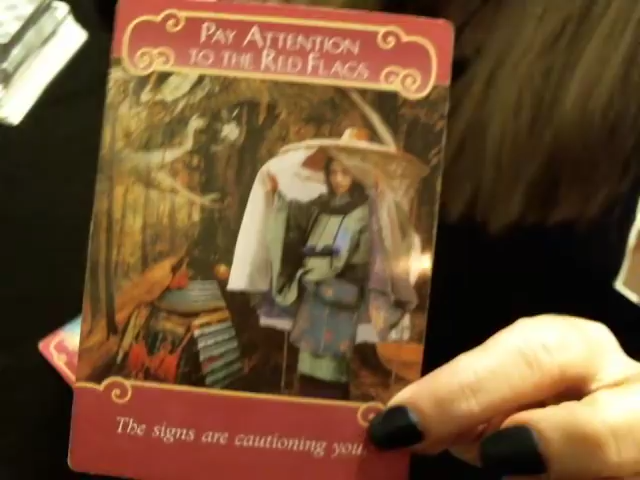 PAY ATTENTION
TO THE RED FLAGS
The signs are cautioning you.